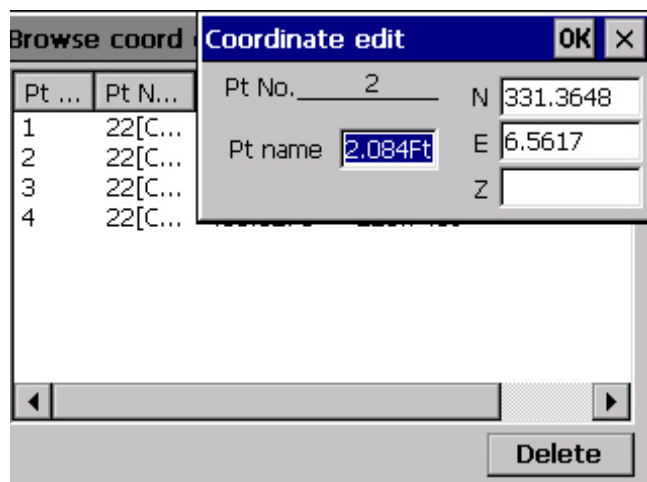 Browse coord
Coordinate edit OK ×
Pt No. 2
N 331.3648
Pt name 2.084Ft
E 6.5617
Z
Pt ... Pt N...
1 22[C...
2 22[C...
3 22[C...
4 22[C...
Delete